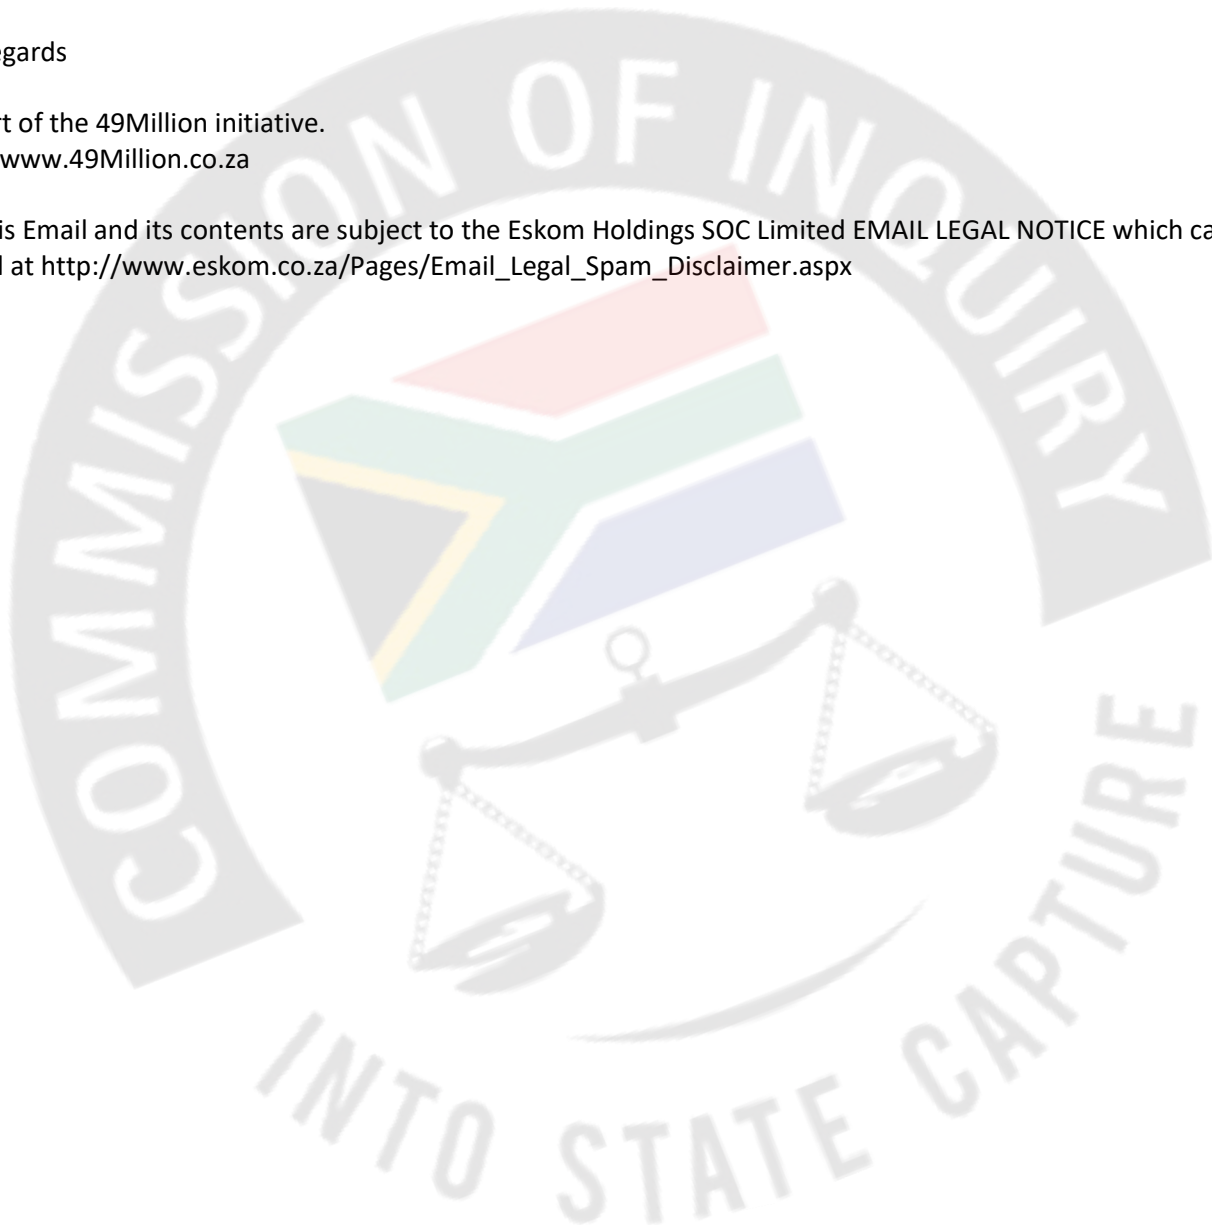 egards
rt of the 49Million initiative.
www.49Million.co.za
is Email and its contents are subject to the Eskom Holdings SOC Limited EMAIL LEGAL NOTICE which ca
l at http://www.eskom.co.za/Pages/Email_Legal_Spam_Disclaimer.aspx
COMMISSION OF INQUIRY
INTO STATE CAPTURE